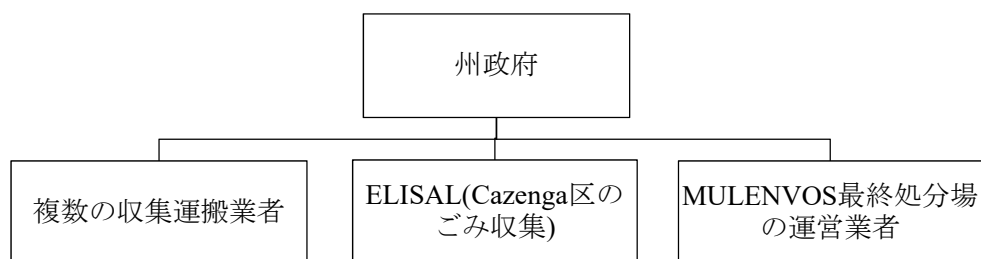 州政府
複数の収集運搬業者
ELISAL(Cazenga区の
ごみ収集)
MULENVOS最終処分場
の運営業者